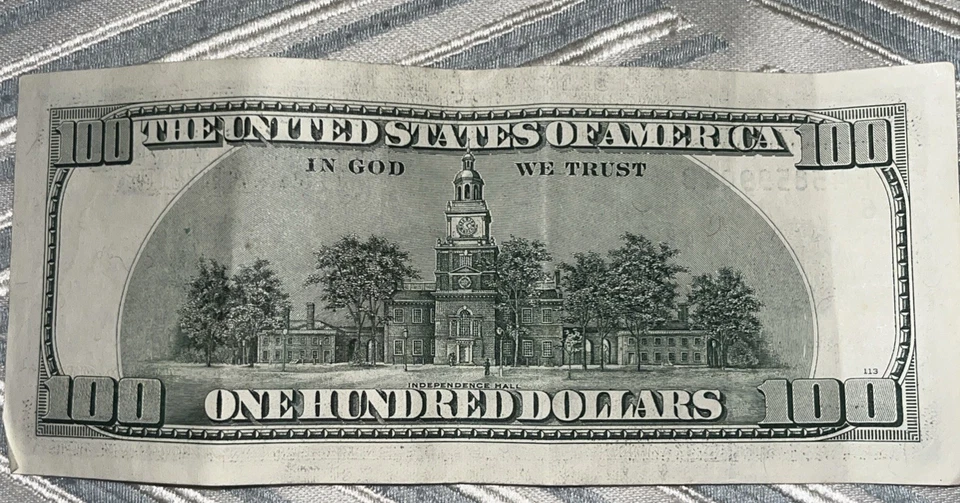 100 THE UNITED STATES OF AMERICA 100
IN GOD WE TRUST
113
INDEPENDENCE HALL
100 ONE HUNDRED DOLLARS 100